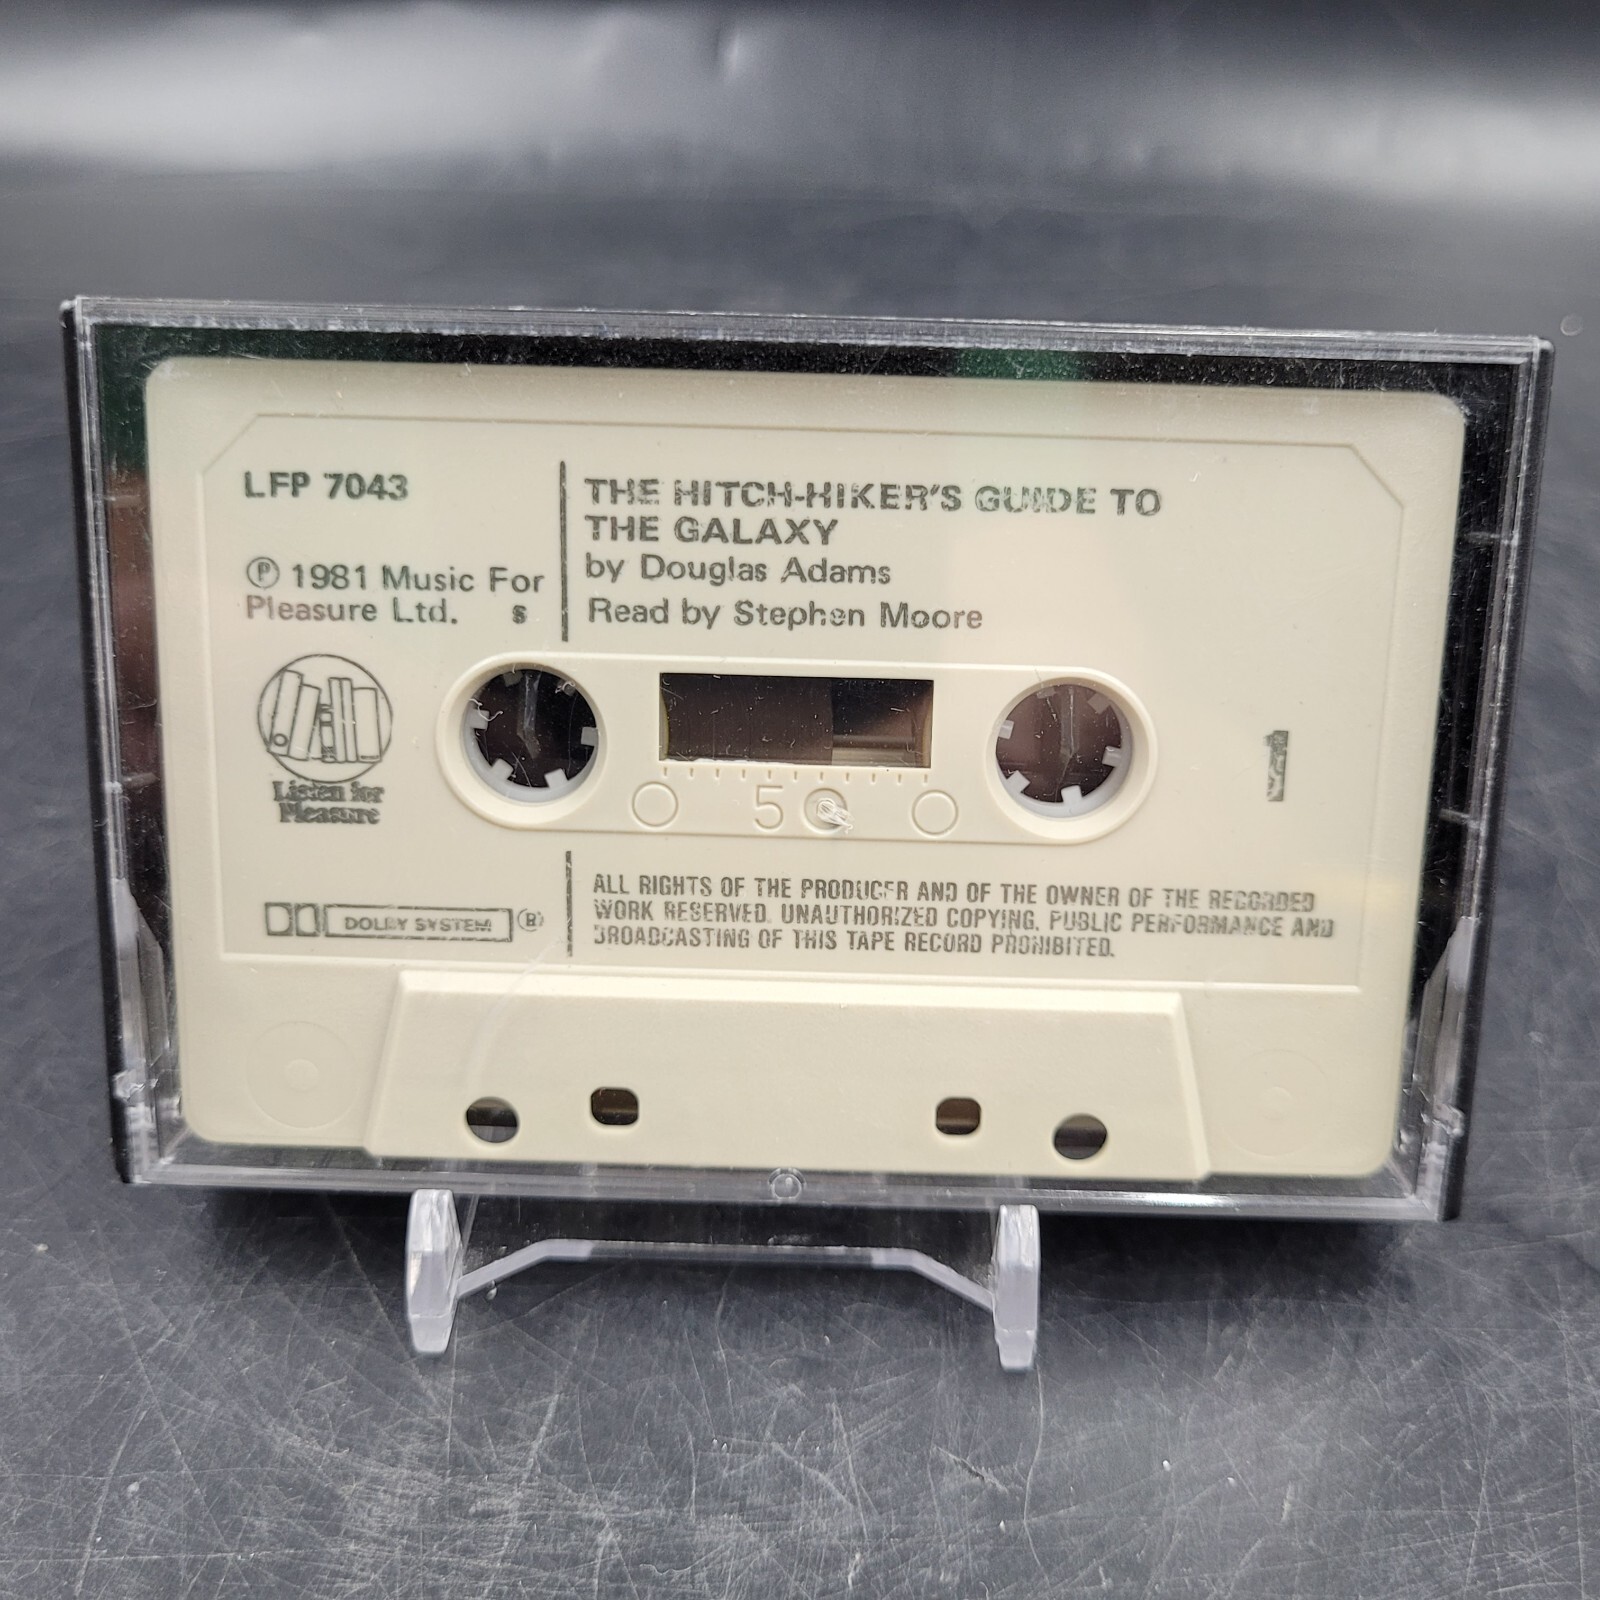 LFP 7043
Ⓟ 1981 Music For
Pleasure Ltd. s
THE HITCH-HIKER'S GUIDE TO
THE GALAXY
by Douglas Adams
Read by Stephen Moore
Listen for
Pleasure
5
1
DOLBY SYSTEM ®
ALL RIGHTS OF THE PRODUCER AND OF THE OWNER OF THE RECORDED
WORK RESERVED. UNAUTHORIZED COPYING, PUBLIC PERFORMANCE AND
BROADCASTING OF THIS TAPE RECORD PROHIBITED.